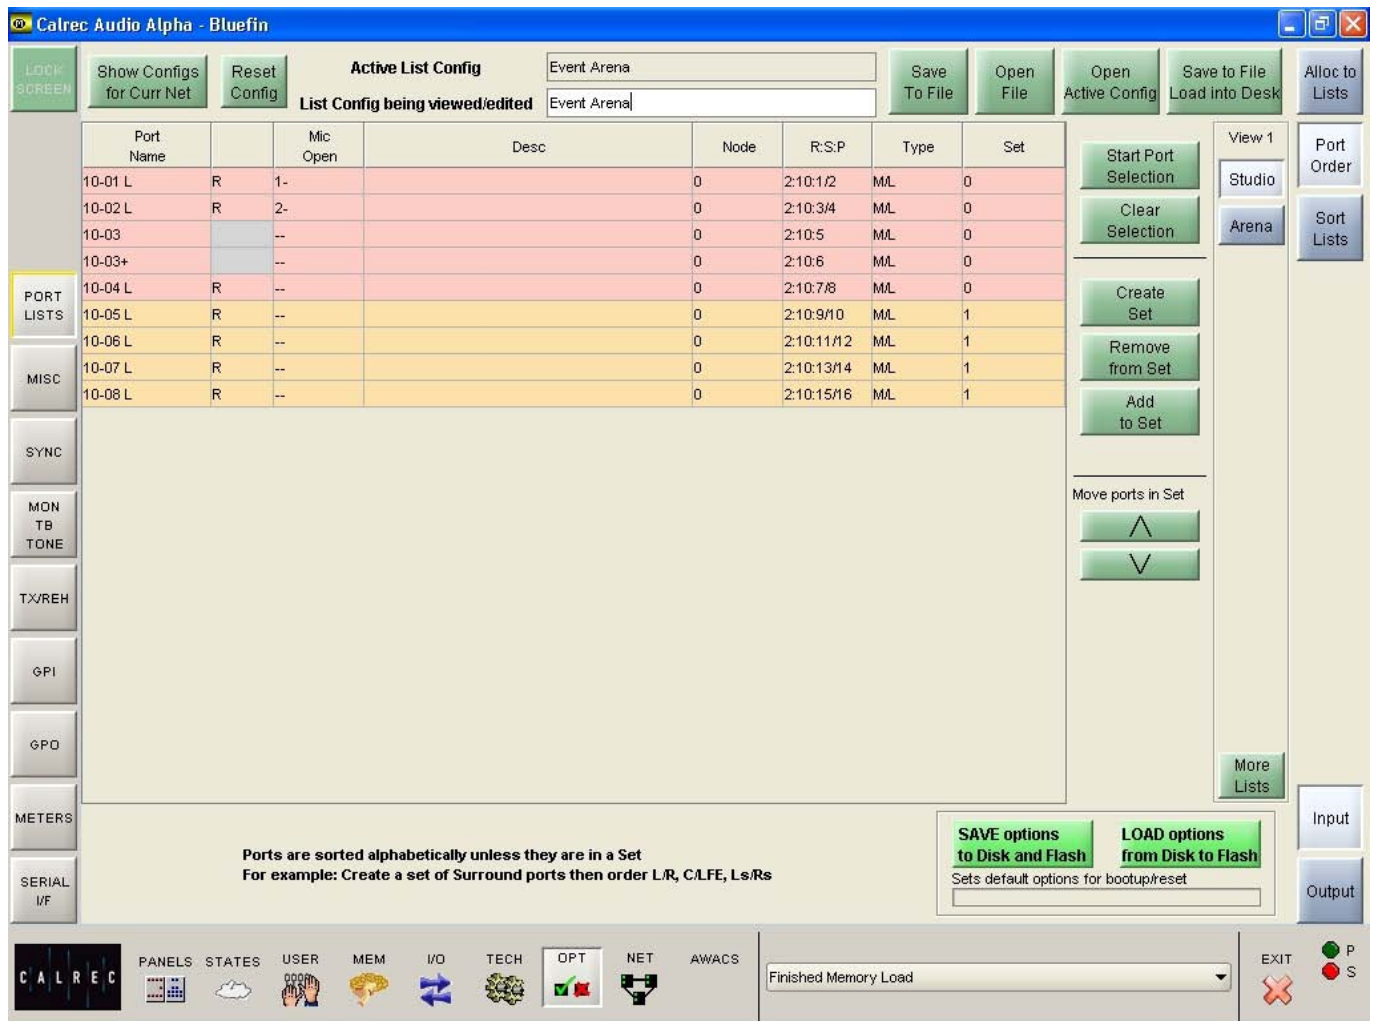 Calrec Audio Alpha - Bluefin
LOCK
SCREEN
Show Configs
for Curr Net
Reset
Config
Active List Config
Event Arena
List Config being viewed/edited
Event Arena
Save
To File
Open
File
Open
Active Config
Save to File
Load into Desk
Alloc to
Lists
Port
Name
Mic
Open
Desc
Node
R:S:P
Type
Set
10-01 L R 1- 0 2:10:1/2 M/L 0
10-02 L R 2- 0 2:10:3/4 M/L 0
10-03 -- 0 2:10:5 M/L 0
10-03+ -- 0 2:10:6 M/L 0
10-04 L R -- 0 2:10:7/8 M/L 0
10-05 L R -- 0 2:10:9/10 M/L 1
10-06 L R -- 0 2:10:11/12 M/L 1
10-07 L R -- 0 2:10:13/14 M/L 1
10-08 L R -- 0 2:10:15/16 M/L 1
Start Port
Selection
Clear
Selection
Create
Set
Remove
from Set
Add
to Set
Move ports in Set
View 1
Studio
Arena
More
Lists
Port
Order
Sort
Lists
Input
Output
PORT
LISTS
MISC
SYNC
MON
TB
TONE
TX/REH
GPI
GPO
METERS
SERIAL
I/F
Ports are sorted alphabetically unless they are in a Set
For example: Create a set of Surround ports then order L/R, C/LFE, Ls/Rs
SAVE options
to Disk and Flash
LOAD options
from Disk to Flash
Sets default options for bootup/reset
CALREC
PANELS
STATES
USER
MEM
I/O
TECH
OPT
NET
AWACS
Finished Memory Load
EXIT
P
S